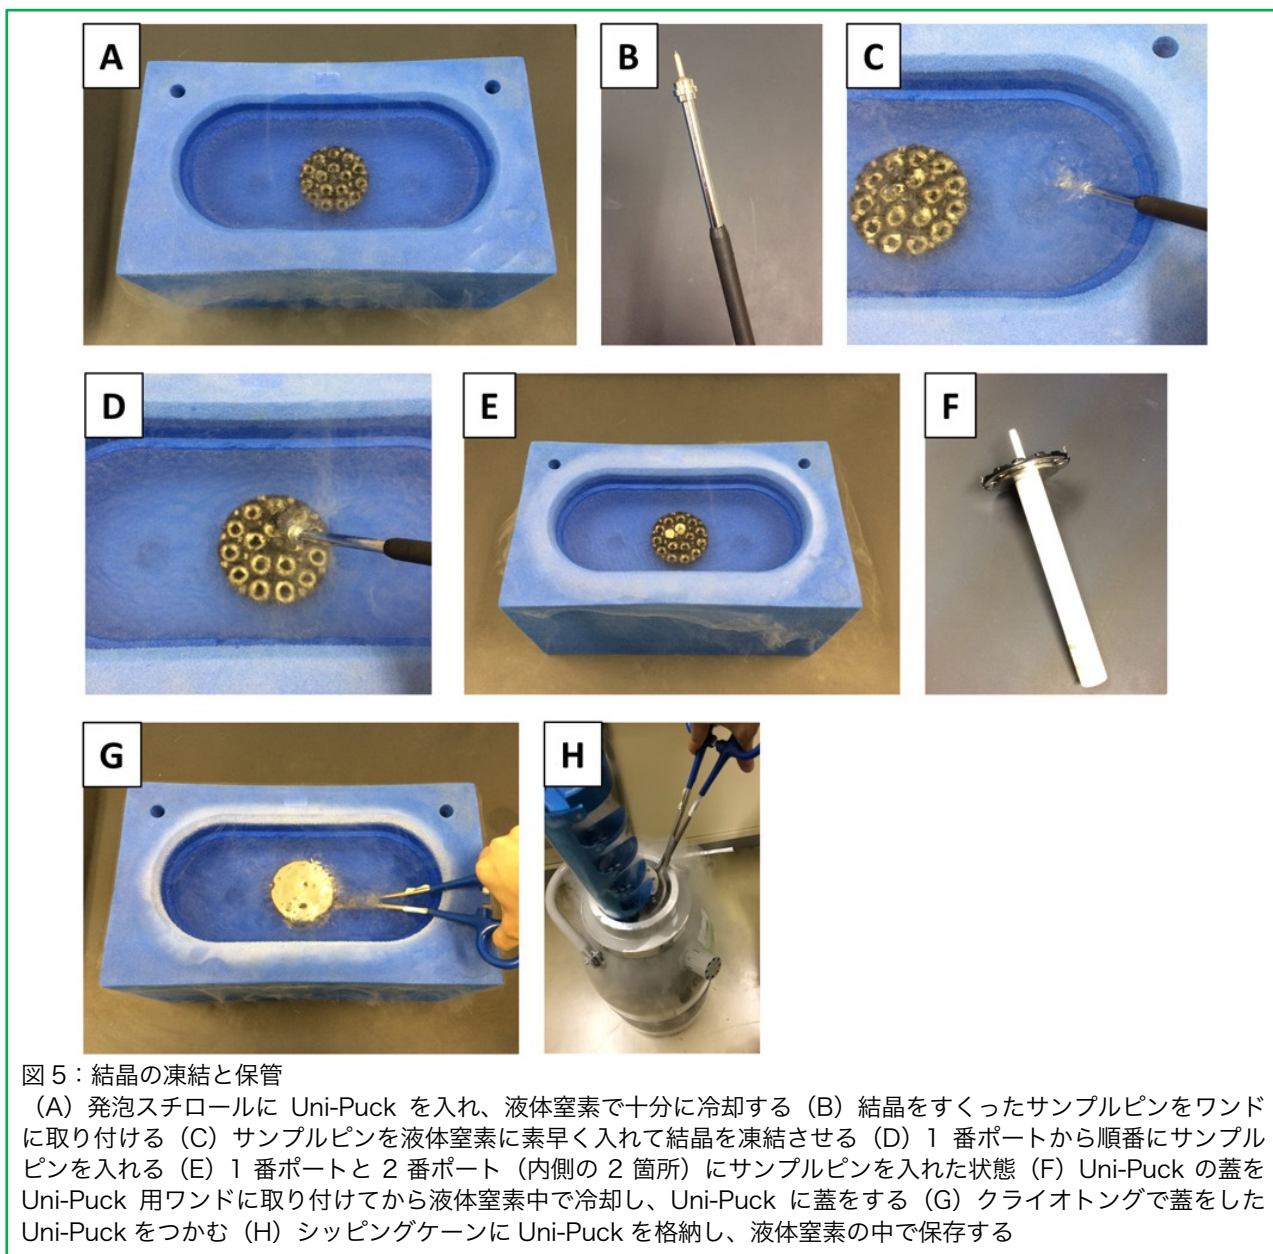 A
B
C
D
E
F
G
H
図 5：結晶の凍結と保管
（A）発泡スチロールに Uni-Puck を入れ、液体窒素で十分に冷却する（B）結晶をすくったサンプルピンをワンド
に取り付ける（C）サンプルピンを液体窒素に素早く入れて結晶を凍結させる（D）1 番ポートから順番にサンプル
ピンを入れる（E）1 番ポートと 2 番ポート（内側の 2 箇所）にサンプルピンを入れた状態（F）Uni-Puck の蓋を
Uni-Puck 用ワンドに取り付けてから液体窒素中で冷却し、Uni-Puck に蓋をする（G）クライオトングで蓋をした
Uni-Puck をつかむ（H）シッピングケーンに Uni-Puck を格納し、液体窒素の中で保存する